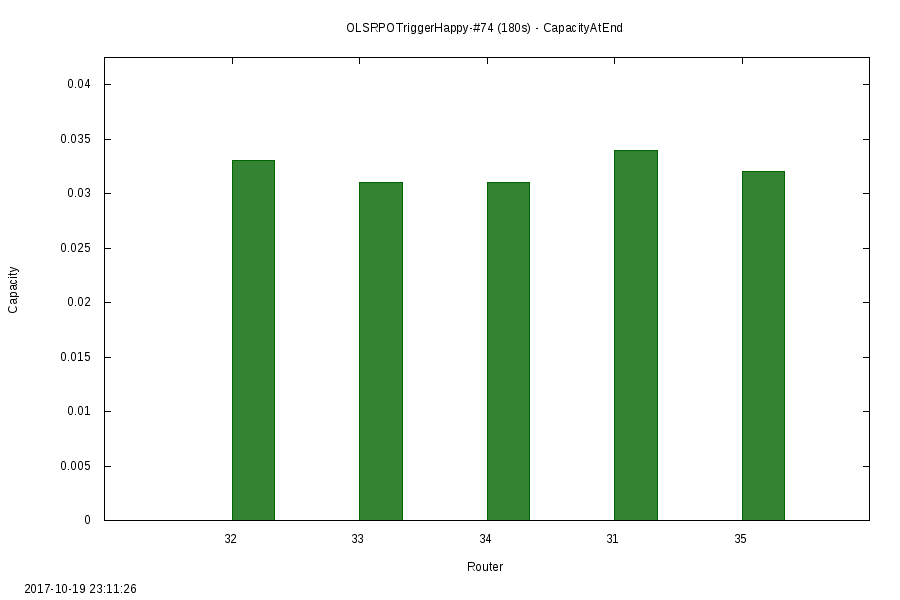 OLSRPOTriggerHappy-#74 (180s) - CapacityAtEnd
0.04
0.035
0.03
0.025
0.02
0.015
0.01
0.005
0
Capacity
32 33 34 31 35
Router
2017-10-19 23:11:26